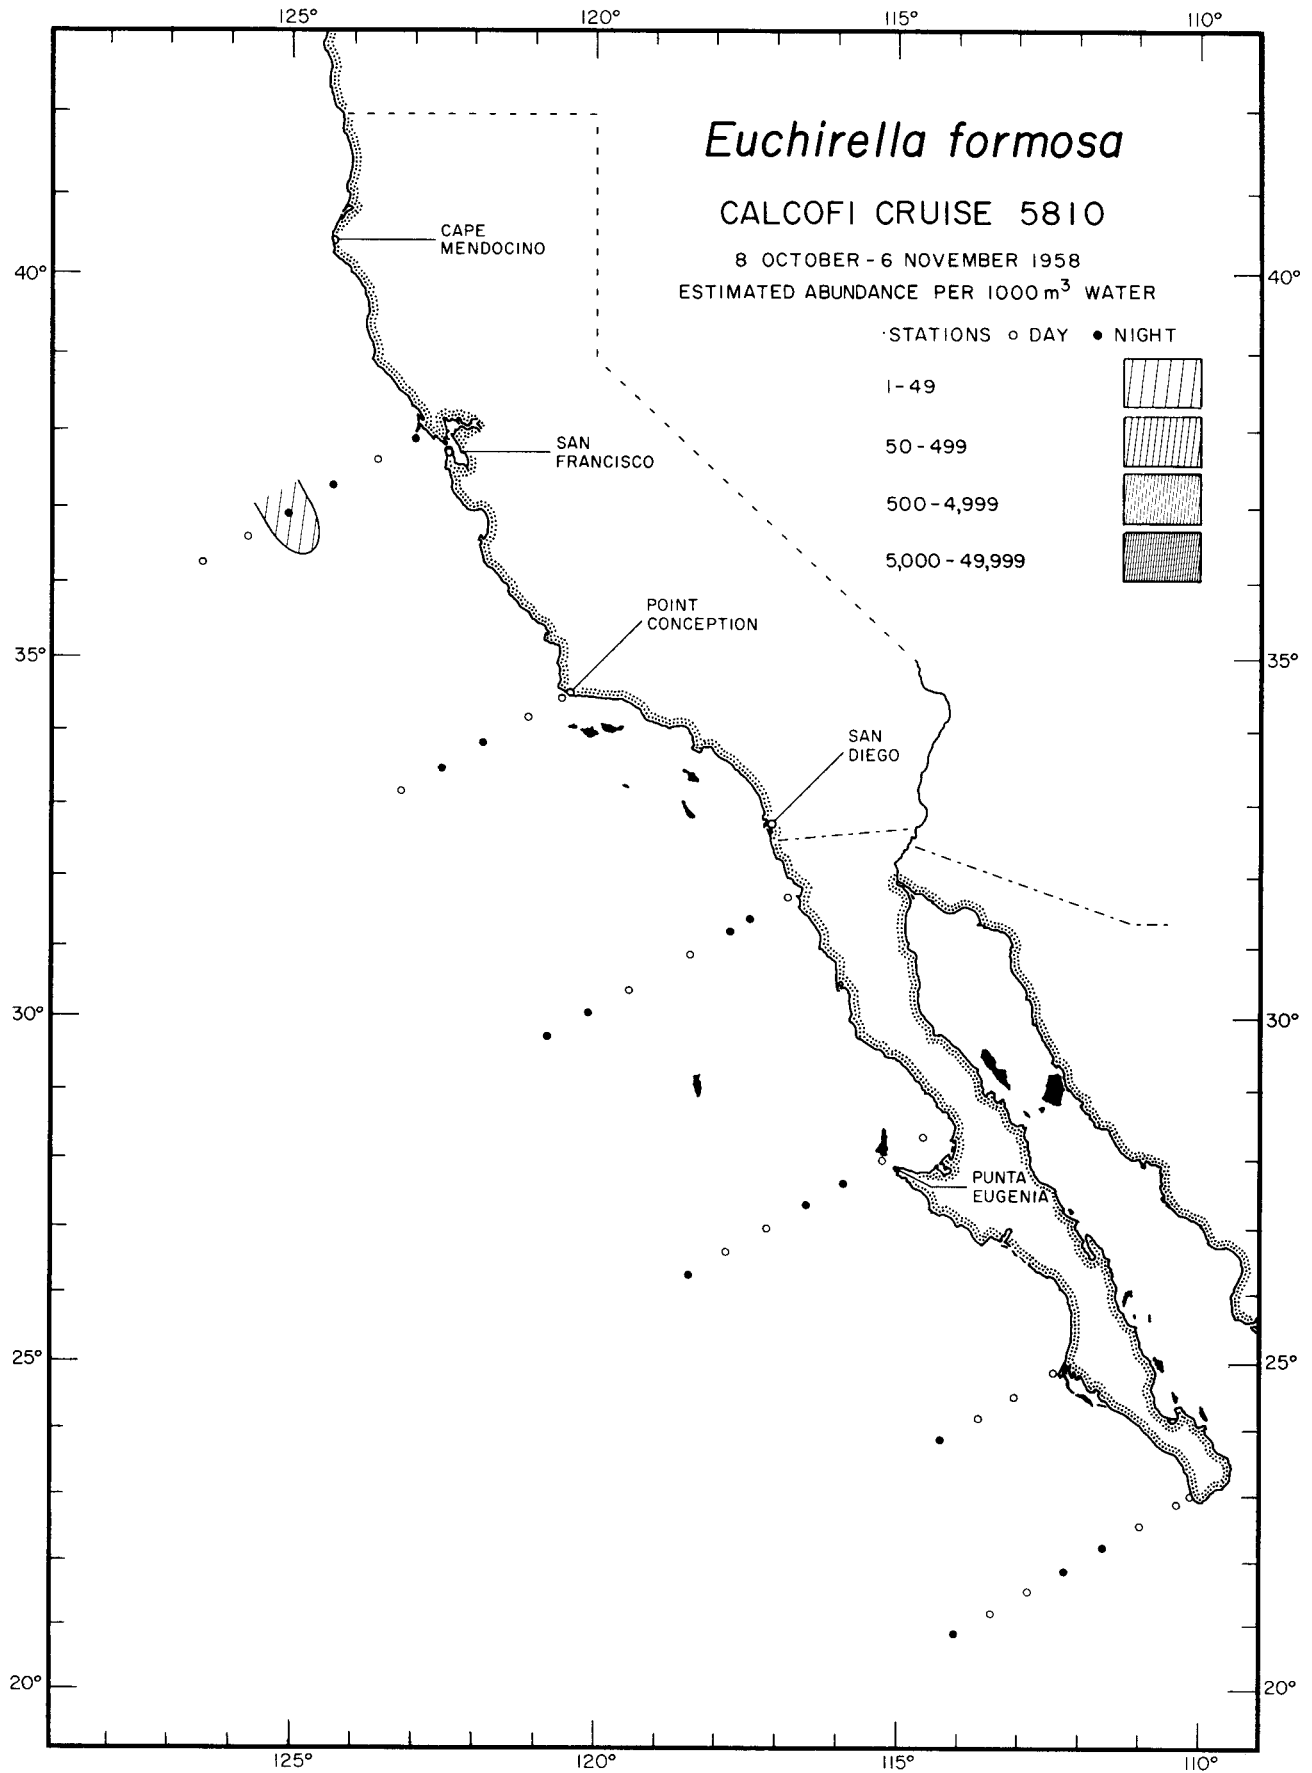 125°
120°
115°
110°
Euchirella formosa
CALCOFI CRUISE 5810
8 OCTOBER - 6 NOVEMBER 1958
ESTIMATED ABUNDANCE PER 1000 m³ WATER
·STATIONS ○ DAY ● NIGHT
1-49
50-499
500-4,999
5,000-49,999
CAPE
MENDOCINO
40°
40°
SAN
FRANCISCO
POINT
CONCEPTION
35°
35°
SAN
DIEGO
30°
30°
PUNTA
EUGENIA
25°
25°
20°
20°
125°
120°
115°
110°